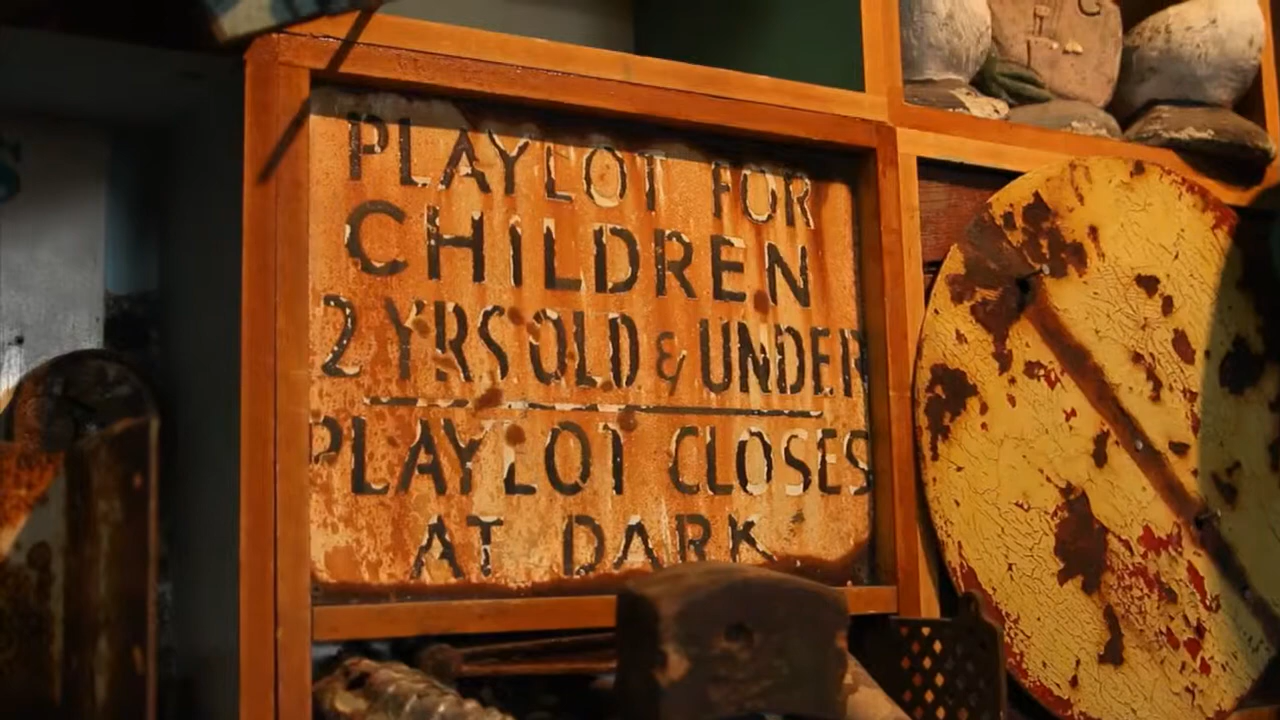 PLAYLOT FOR
CHILDREN
2 YRS OLD & UNDER
PLAYLOT CLOSES
AT DARK